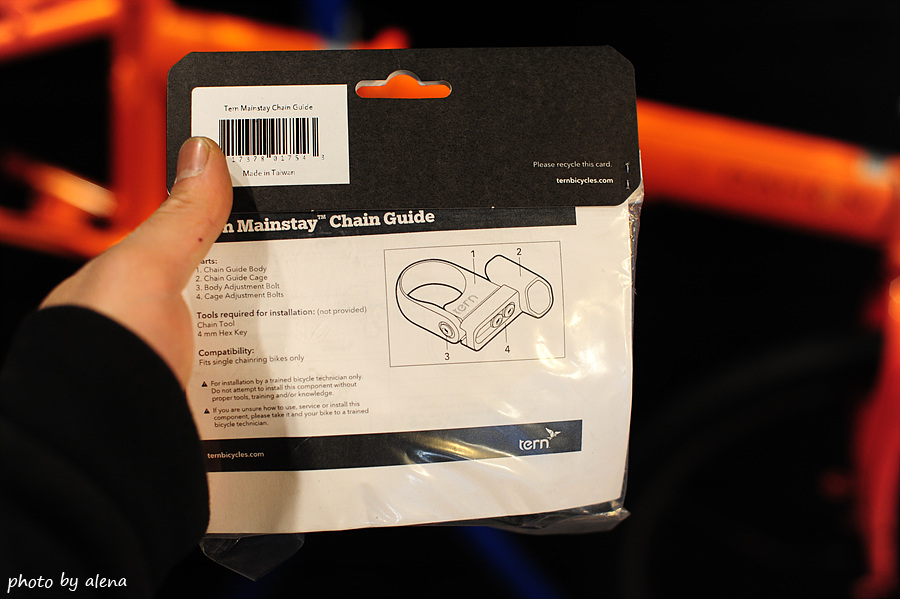 Tern Mainstay Chain Guide
17378 01754 3
Made in Taiwan
Please recycle this card.
ternbicycles.com
Mainstay™ Chain Guide
1. Chain Guide Body
2. Chain Guide Cage
3. Body Adjustment Bolt
4. Cage Adjustment Bolts
Tools required for installation: (not provided)
Chain Tool
4 mm Hex Key
Compatibility:
Fits single chainring bikes only
For installation by a trained bicycle technician only.
Do not attempt to install this component without
proper tools, training and/or knowledge.
If you are unsure how to use, service or install this
component, please take it and your bike to a trained
bicycle technician.
1
2
tern
3
4
ternbicycles.com
tern
photo by alena